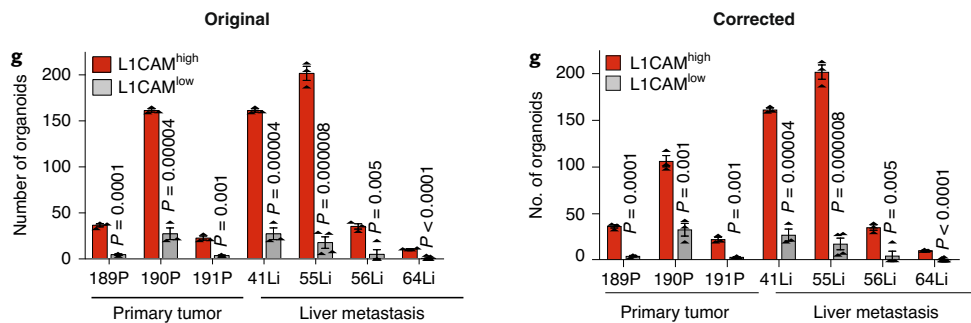 Original
g
Number of organoids
200
150
100
50
0
L1CAMhigh
L1CAMlow
P = 0.0001
P = 0.00004
P = 0.001
P = 0.00004
P = 0.000008
P = 0.005
P < 0.0001
189P 190P 191P 41Li 55Li 56Li 64Li
Primary tumor Liver metastasis
Corrected
g
No. of organoids
200
150
100
50
0
L1CAMhigh
L1CAMlow
P = 0.0001
P = 0.001
P = 0.001
P = 0.00004
P = 0.000008
P = 0.005
P < 0.0001
189P 190P 191P 41Li 55Li 56Li 64Li
Primary tumor Liver metastasis